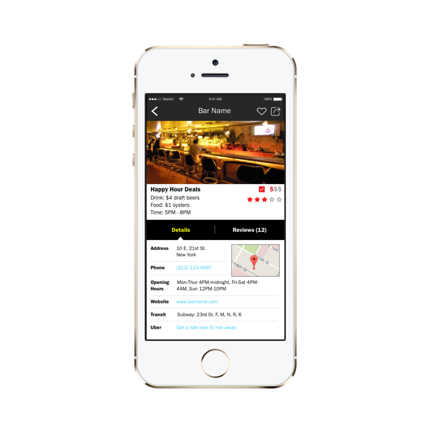 Sketch 9:41 AM 100%
Bar Name
Happy Hour Deals $$$
Drink: $4 draft beers
Food: $1 oysters
Time: 5PM - 8PM
Details Reviews (12)
Address 10 E. 21st St.
New York
Phone (212) 123-4567
Opening Mon-Thur 4PM-midnight, Fri-Sat 4PM-
Hours 4AM, Sun 12PM-10PM
Website www.barname.com
Transit Subway: 23rd St, F, M, N, R, 6
Uber Get a ride now (5 min away)